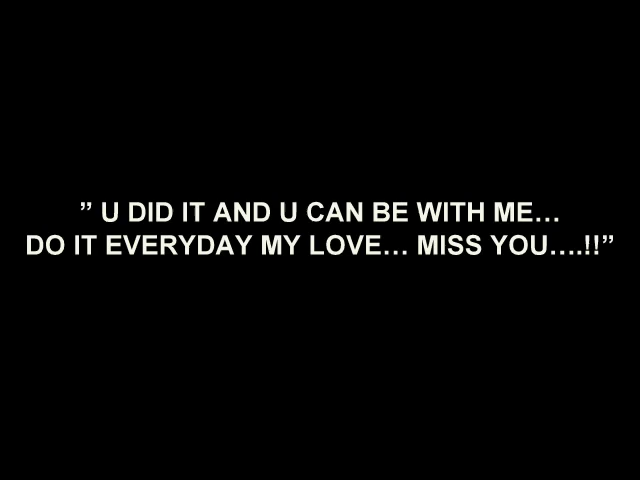 ” U DID IT AND U CAN BE WITH ME…
DO IT EVERYDAY MY LOVE… MISS YOU….!!”